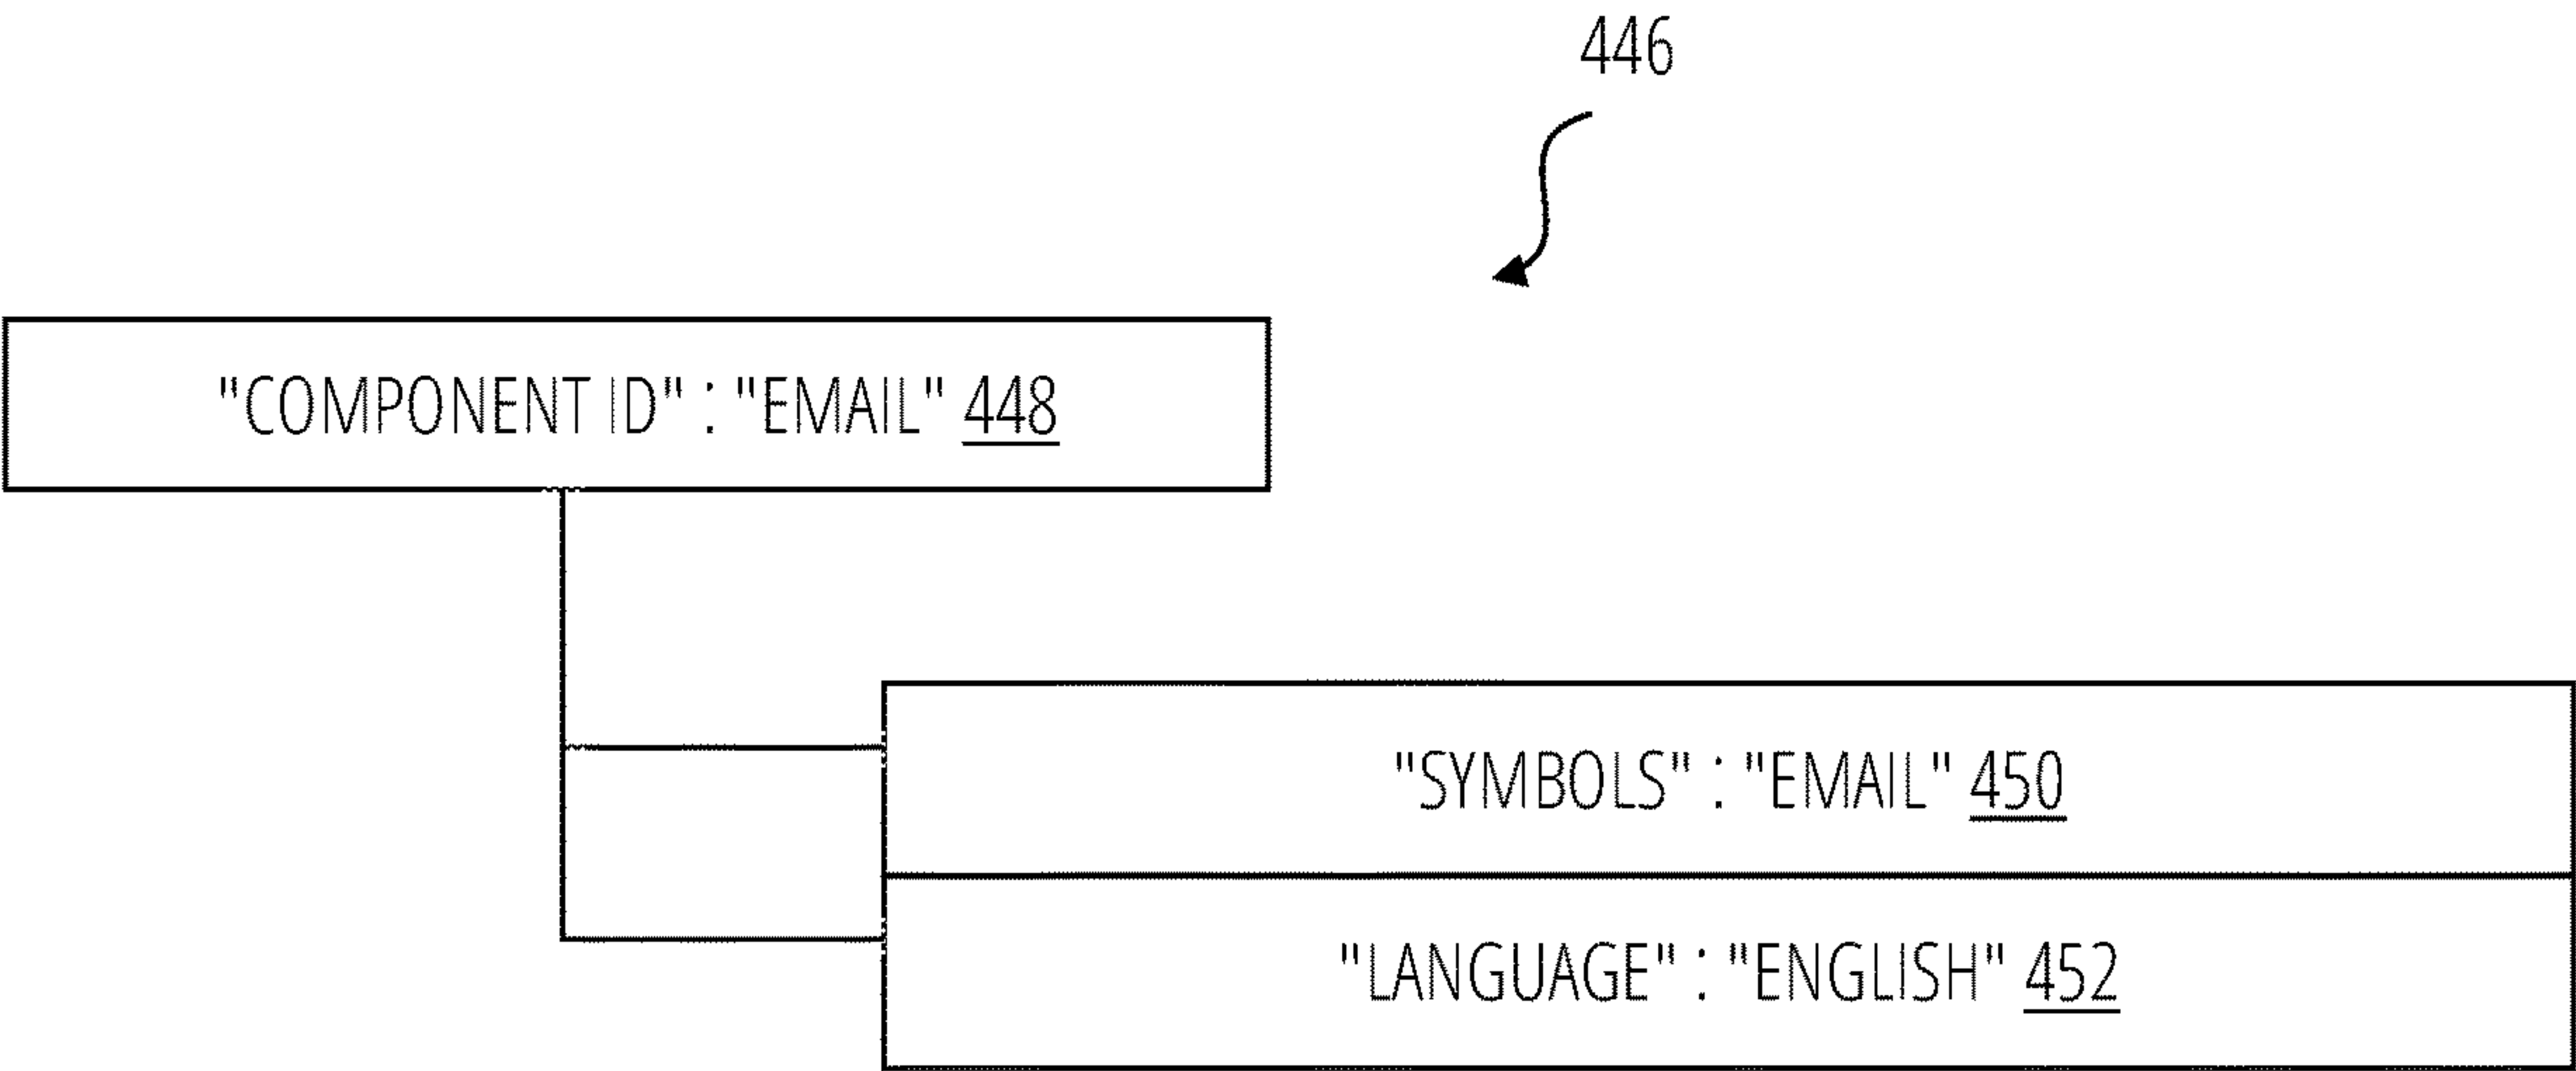 446
"COMPONENT ID" : "EMAIL" 448
"SYMBOLS" : "EMAIL" 450
"LANGUAGE" : "ENGLISH" 452